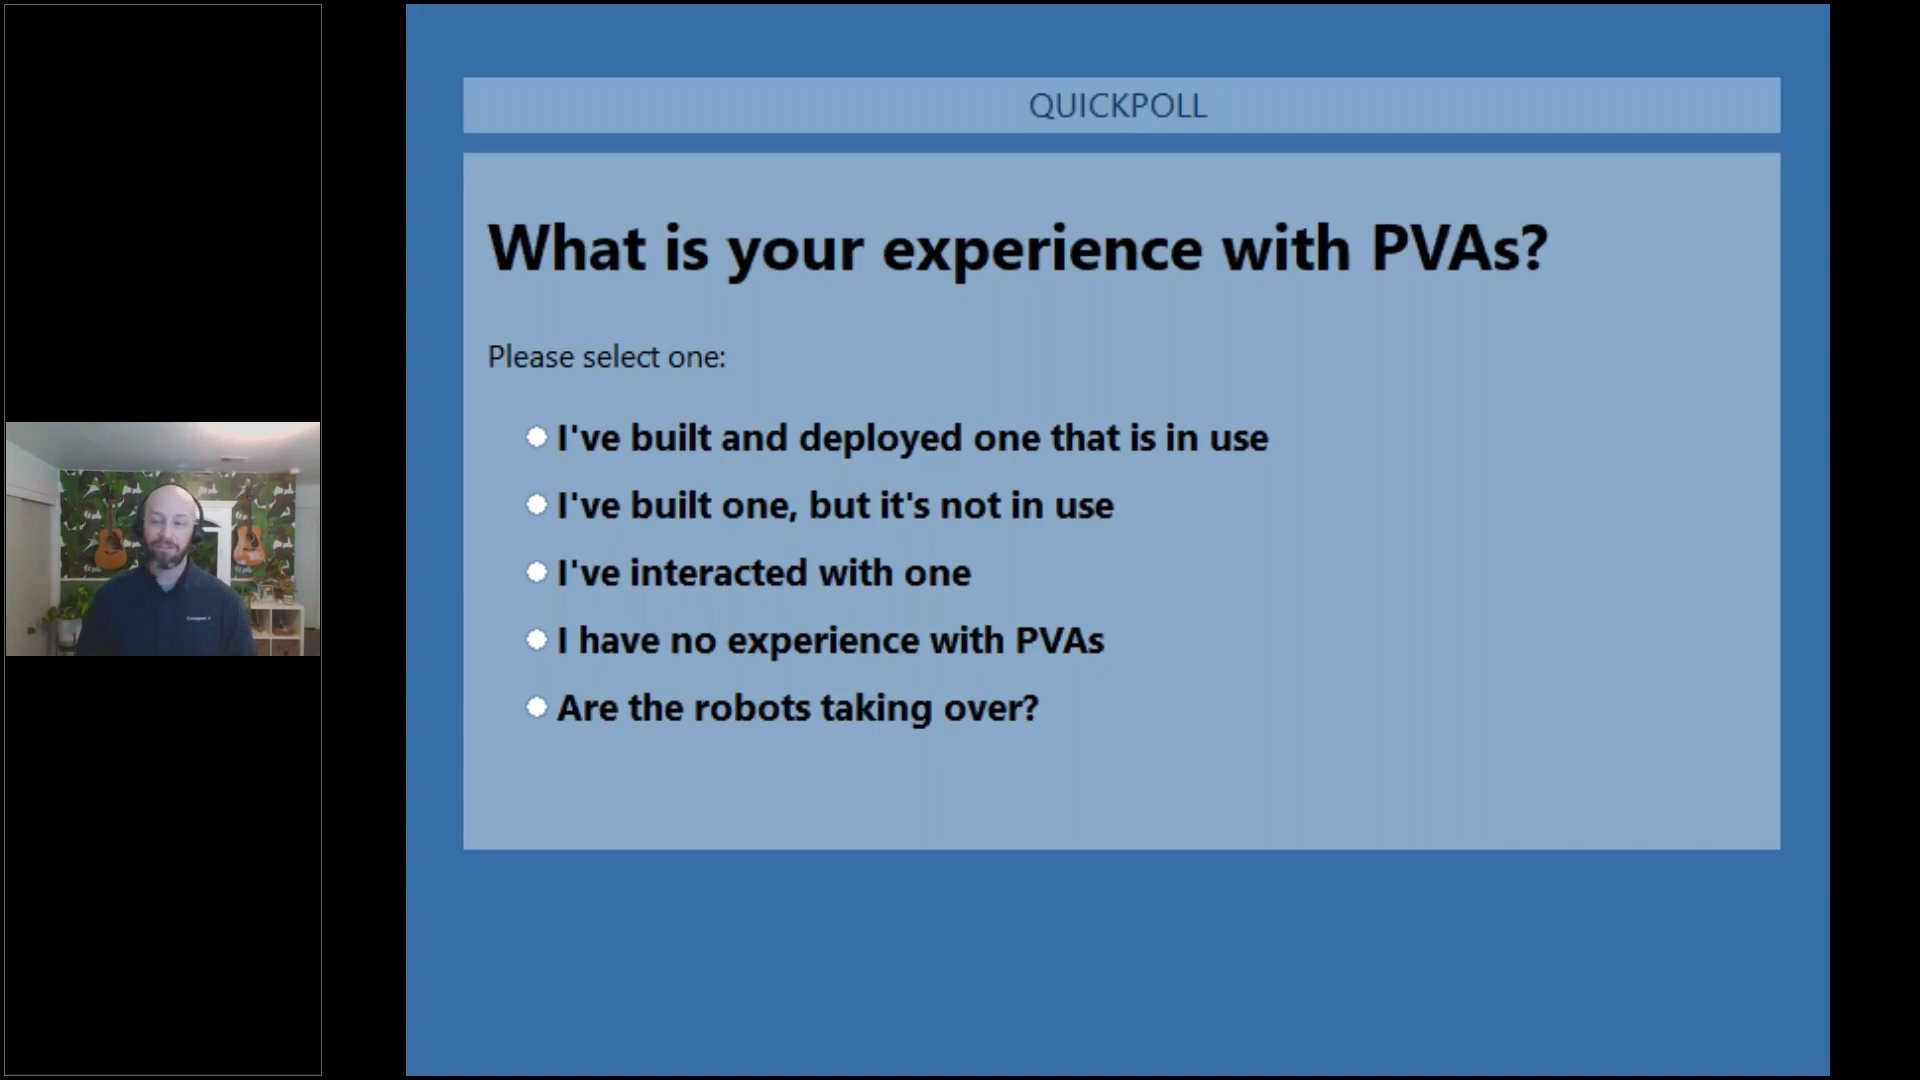 QUICKPOLL
What is your experience with PVAs?
Please select one:
I've built and deployed one that is in use
I've built one, but it's not in use
I've interacted with one
I have no experience with PVAs
Are the robots taking over?